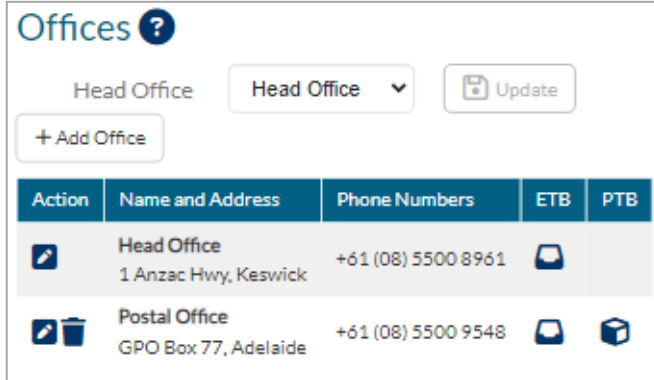 Offices ?
Head Office Head Office Update
+ Add Office
Action Name and Address Phone Numbers ETB PTB
Head Office
1 Anzac Hwy, Keswick +61 (08) 5500 8961
Postal Office
GPO Box 77, Adelaide +61 (08) 5500 9548